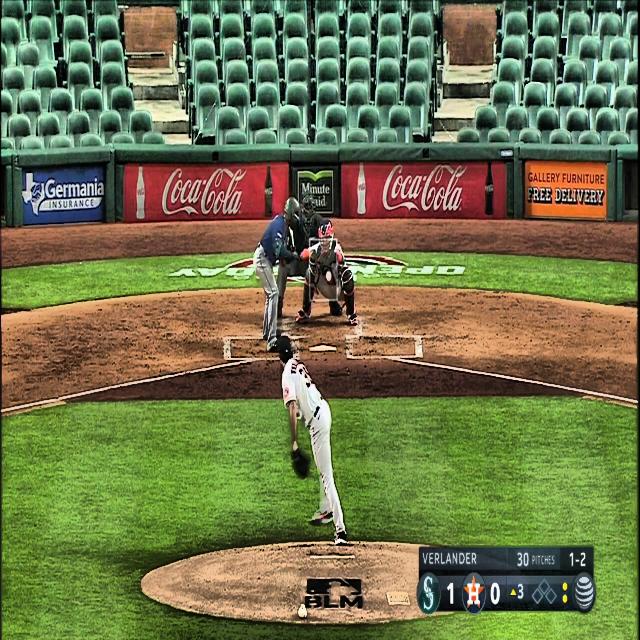 Germania
INSURANCE
Coca-Cola
Minute
Maid
Coca-Cola
GALLERY FURNITURE
FREE DELIVERY
OPENING DAY
BLM
VERLANDER 30 PITCHES 1-2
S 1 H 0 ▲3